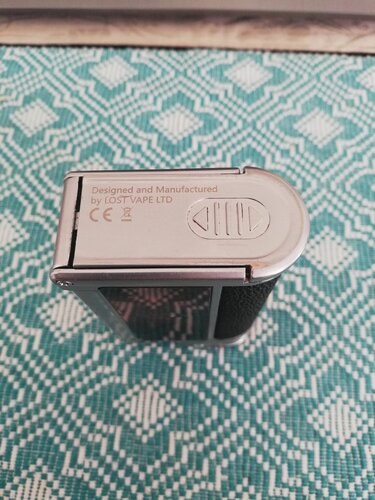 Designed and Manufactured
by LOST VAPE LTD
CE